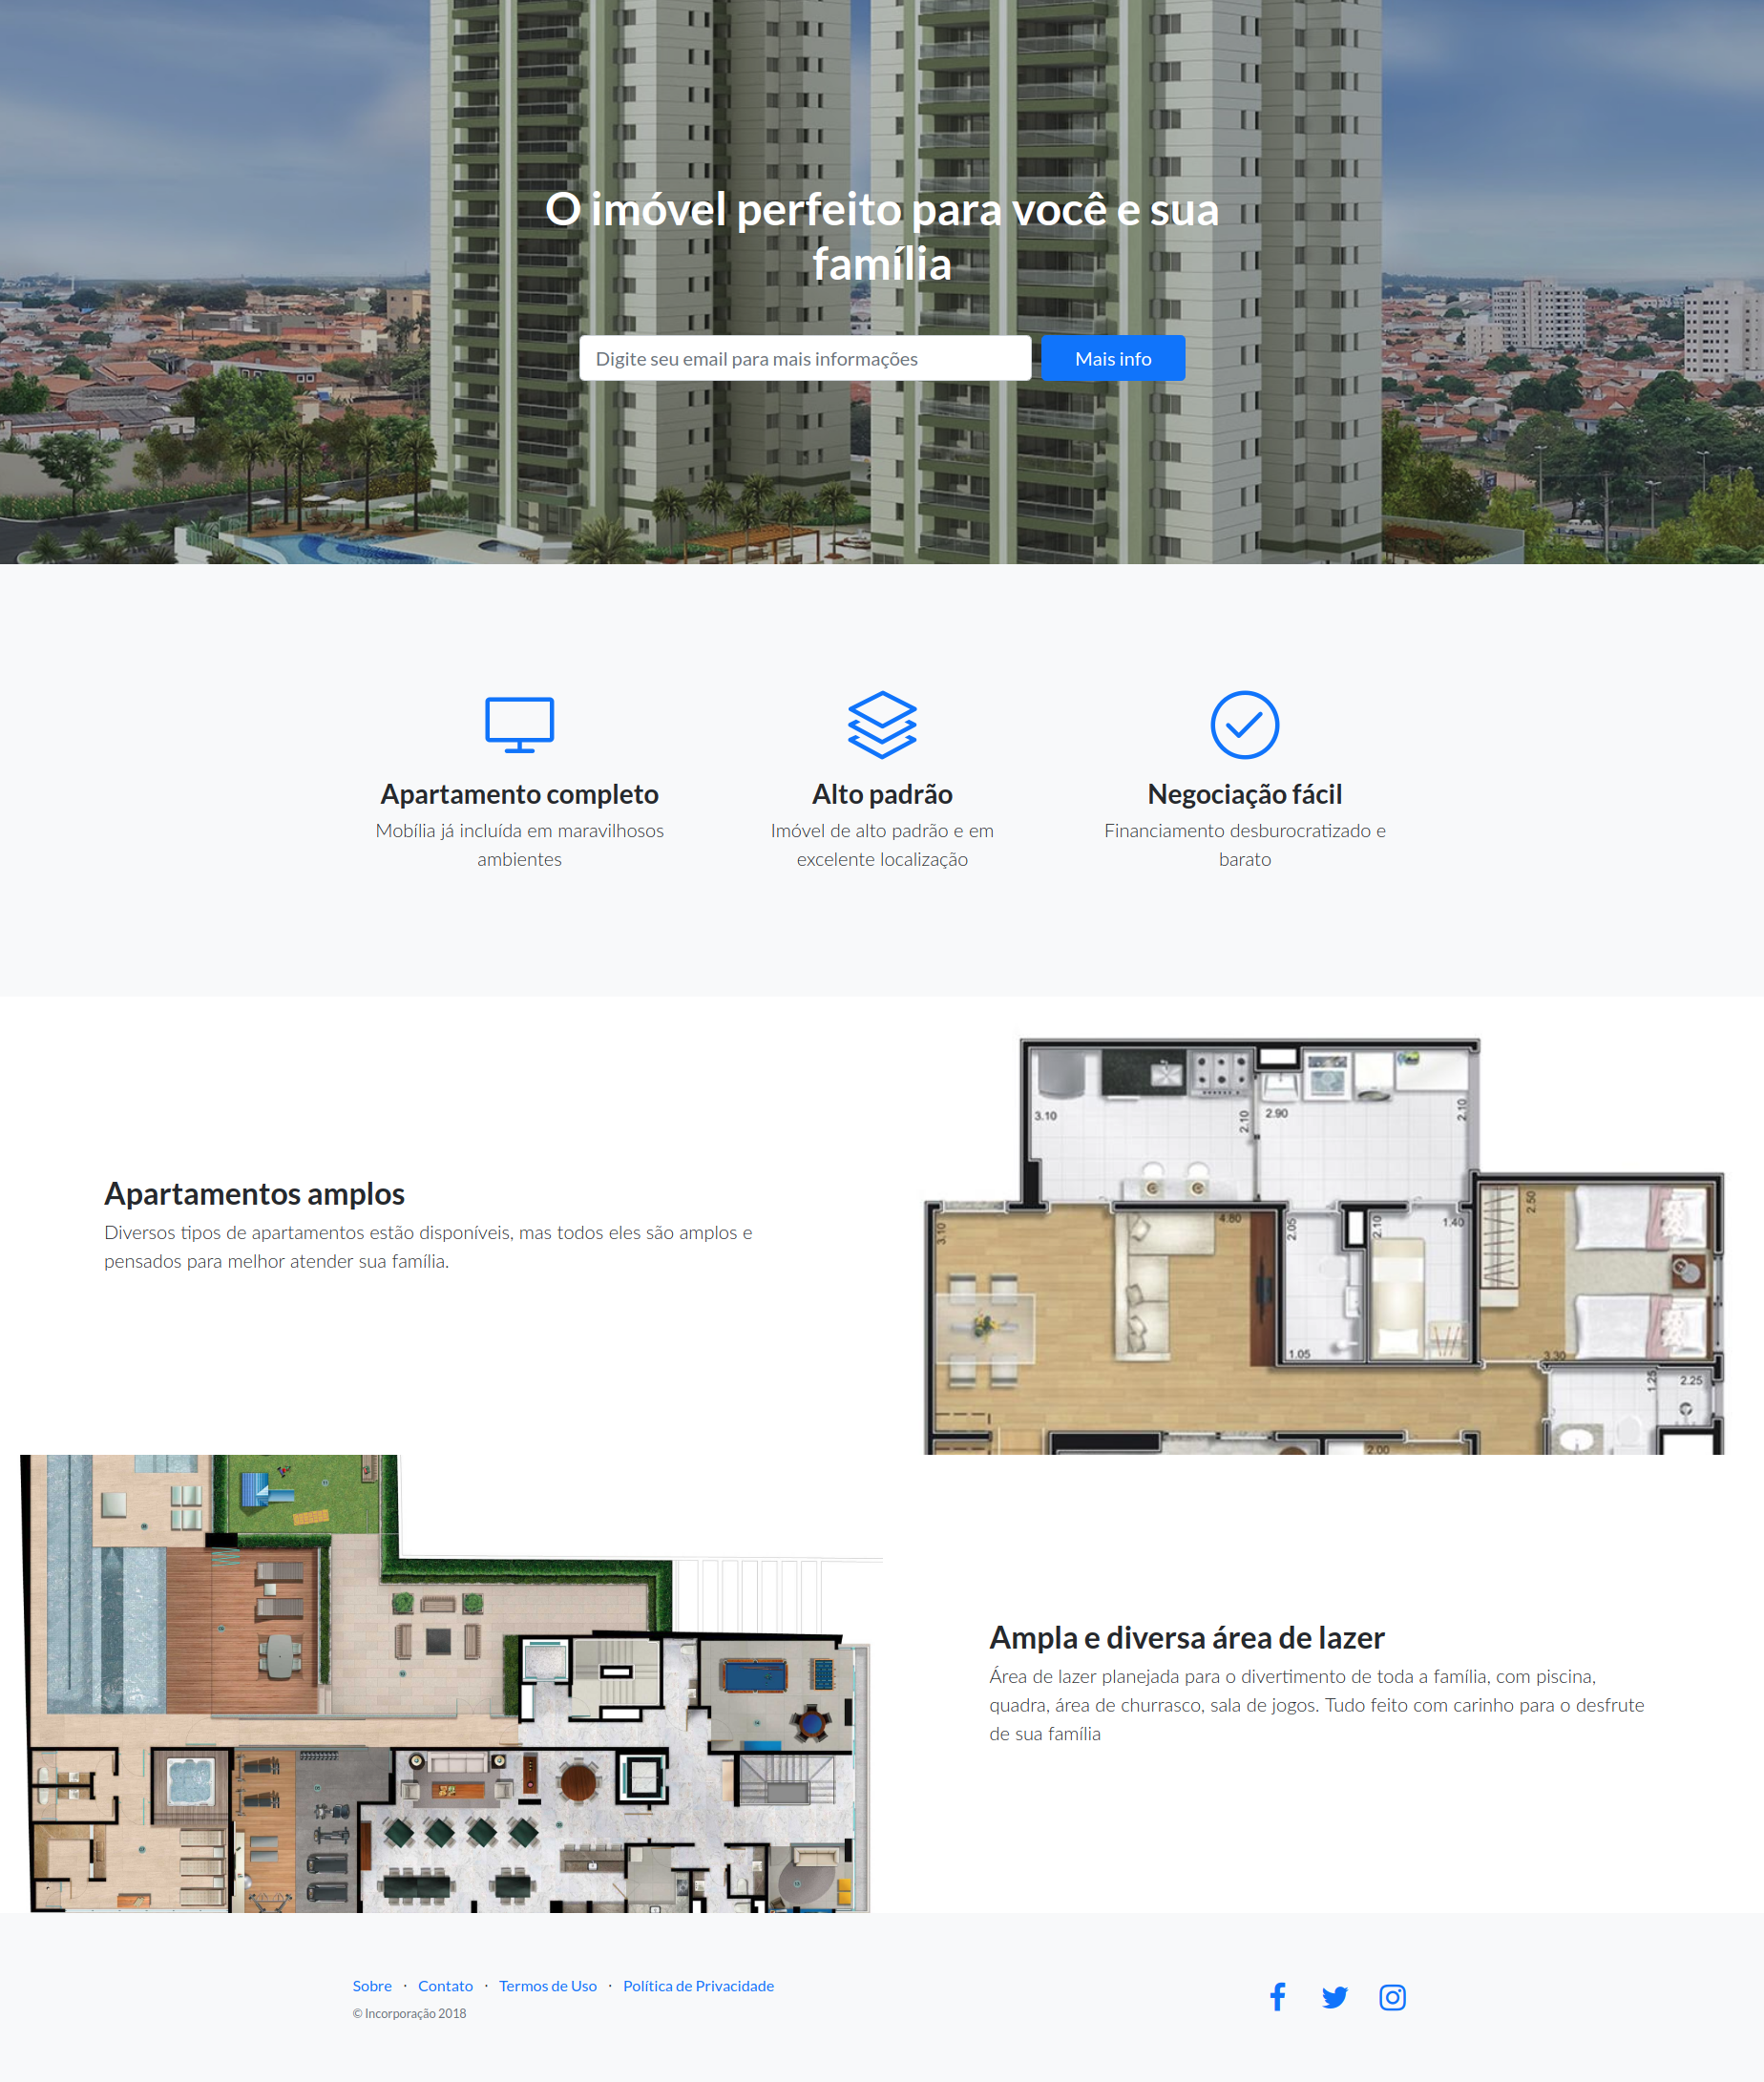 O imóvel perfeito para você e sua
família
Digite seu email para mais informações
Mais info
Apartamento completo
Mobília já incluída em maravilhosos
ambientes
Alto padrão
Imóvel de alto padrão e em
excelente localização
Negociação fácil
Financiamento desburocratizado e
barato
Apartamentos amplos
Diversos tipos de apartamentos estão disponíveis, mas todos eles são amplos e
pensados para melhor atender sua família.
3.10
2.10
2.90
2.10
3.10
4.80
2.05
2.10
1.40
2.50
1.05
3.30
1.25
2.25
2.00
Ampla e diversa área de lazer
Área de lazer planejada para o divertimento de toda a família, com piscina,
quadra, área de churrasco, sala de jogos. Tudo feito com carinho para o desfrute
de sua família
Sobre · Contato · Termos de Uso · Política de Privacidade
© Incorporação 2018